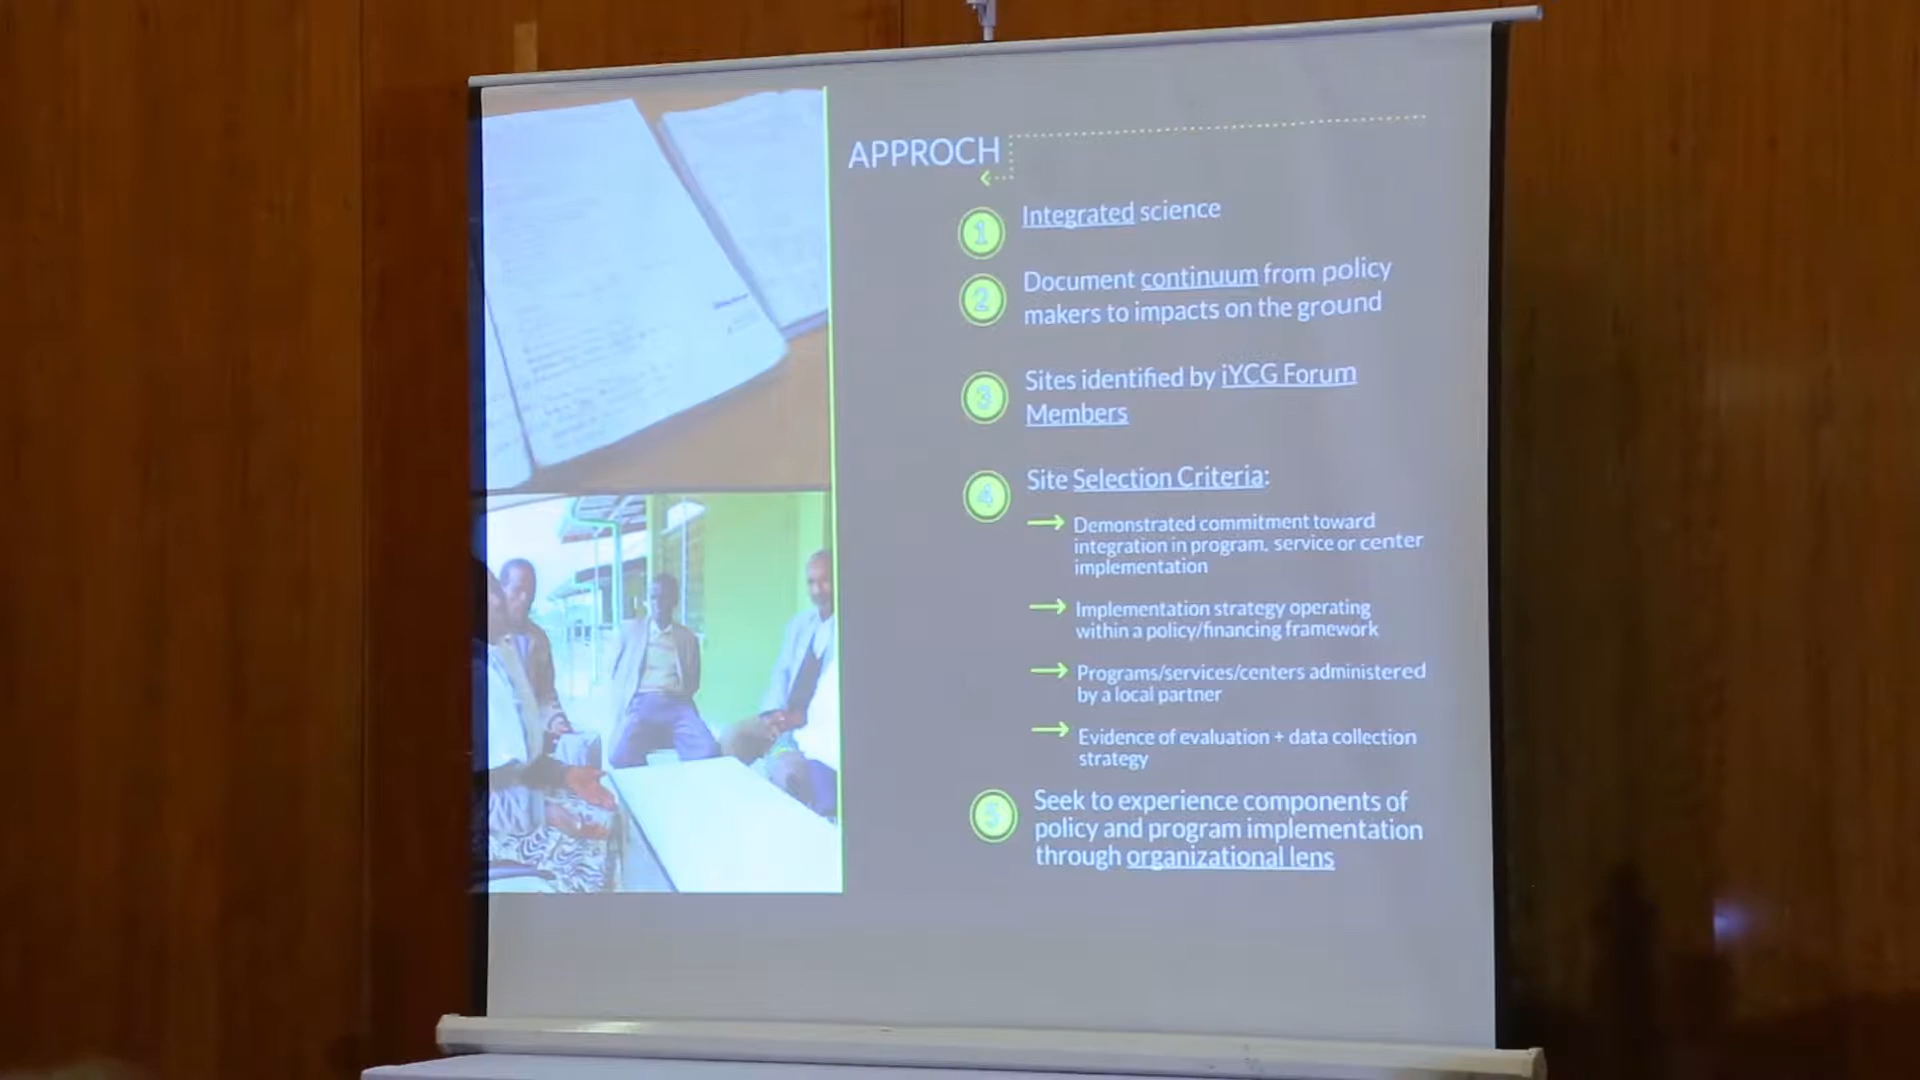 APPROCH
1 Integrated science
2 Document continuum from policy
makers to impacts on the ground
3 Sites identified by iYCG Forum
Members
4 Site Selection Criteria:
→ Demonstrated commitment toward
integration in program, service or center
implementation
→ Implementation strategy operating
within a policy/financing framework
→ Programs/services/centers administered
by a local partner
→ Evidence of evaluation + data collection
strategy
5 Seek to experience components of
policy and program implementation
through organizational lens